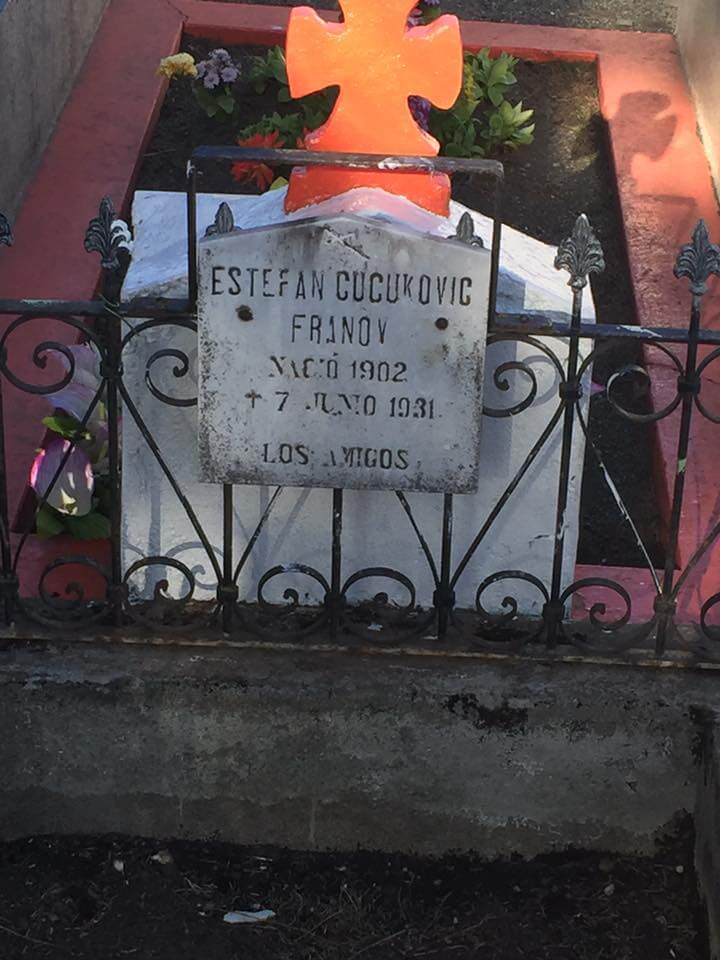 ESTEFAN CUCUKOVIC
FRANOV
NACIÓ 1902
† 7 JUNIO 1931
LOS AMIGOS